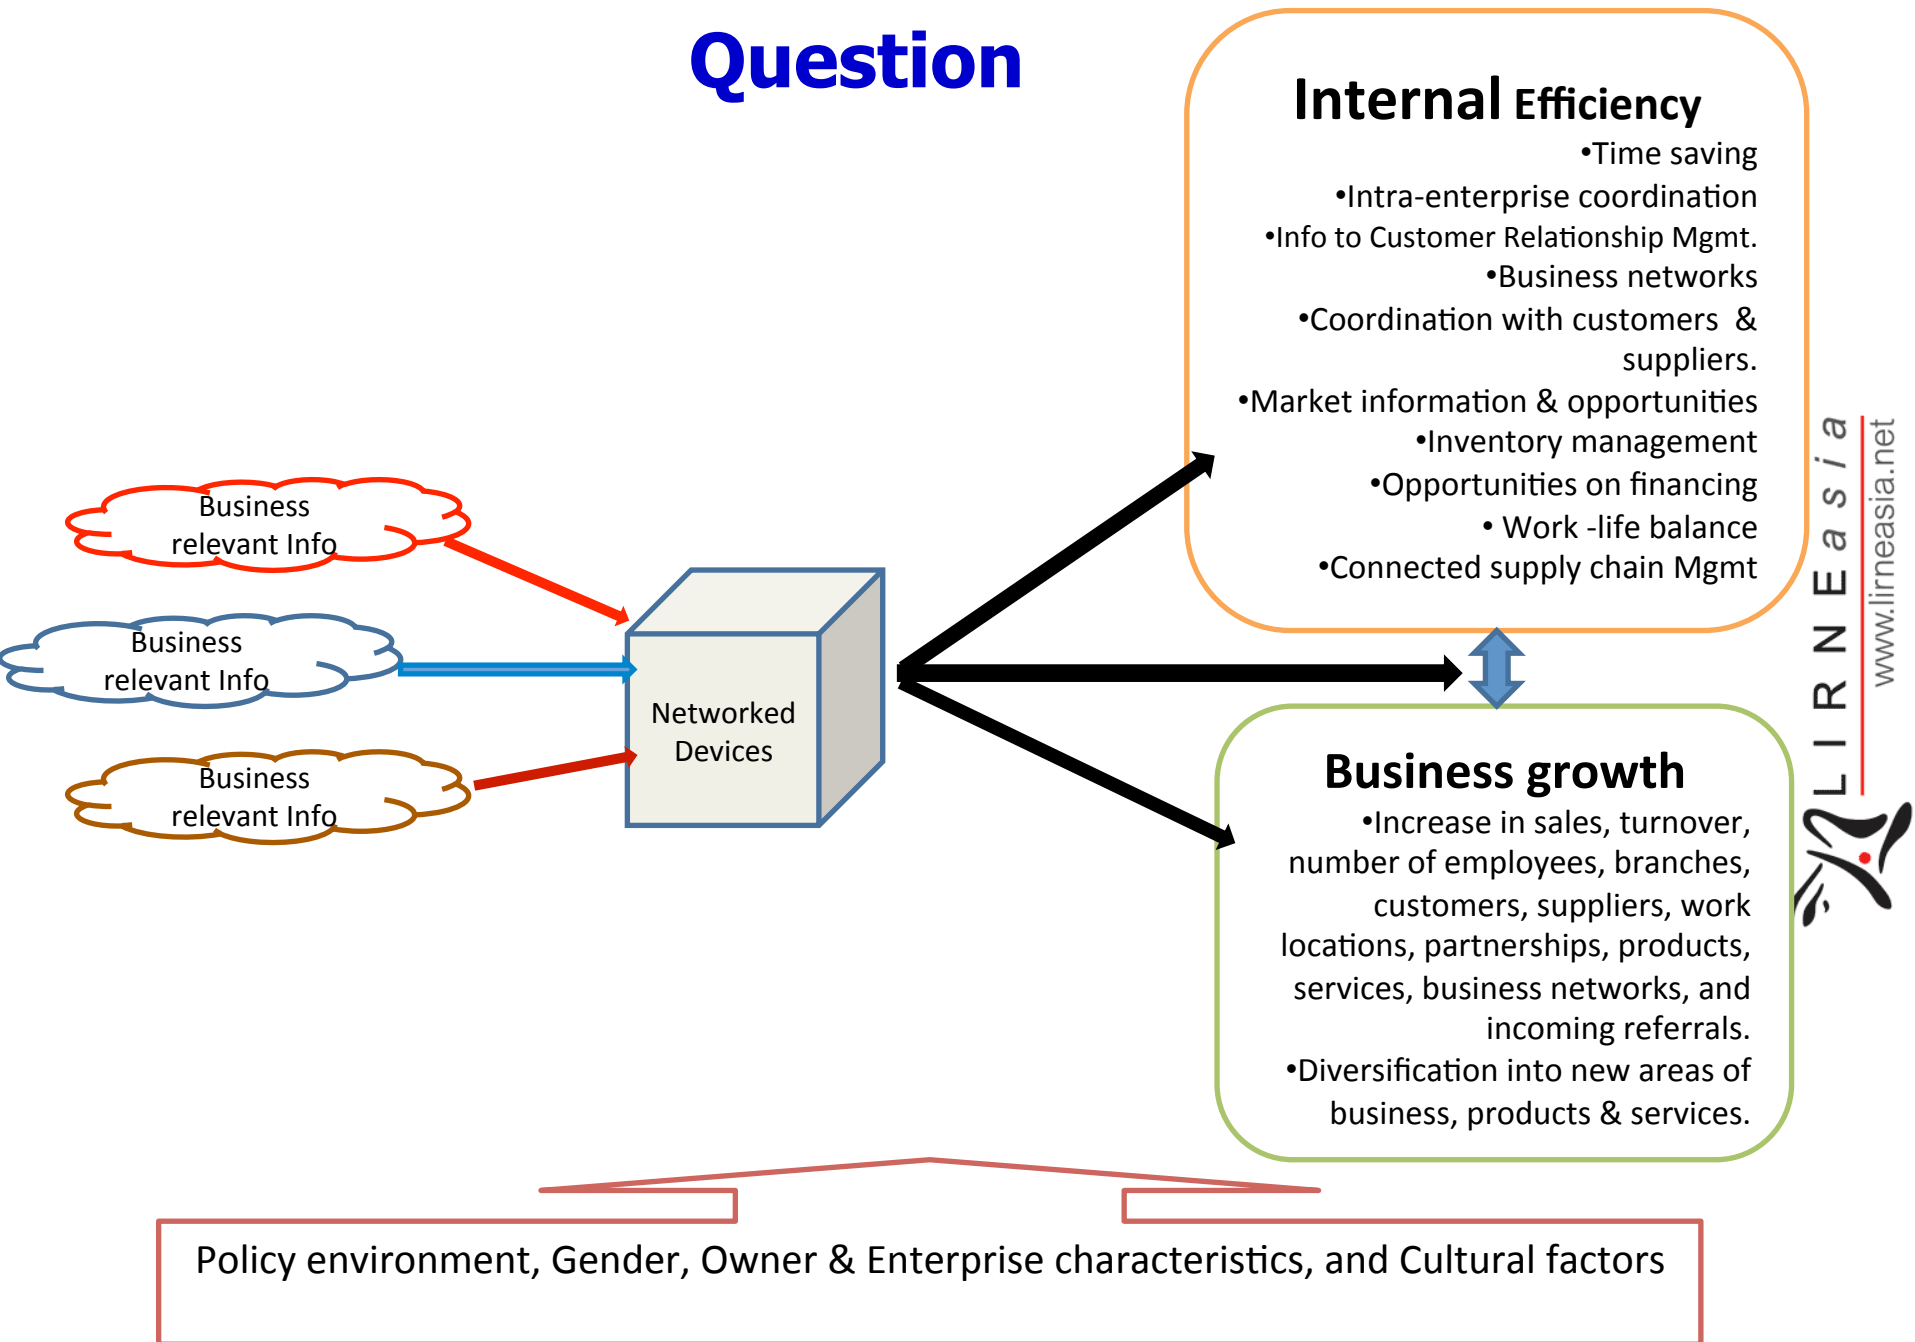 Question
Internal Efficiency
•Time saving
•Intra-enterprise coordination
•Info to Customer Relationship Mgmt.
•Business networks
•Coordination with customers  &
suppliers.
•Market information & opportunities
•Inventory management
•Opportunities on financing
• Work -life balance
•Connected supply chain Mgmt
Business
relevant Info
Business
relevant Info
Business
relevant Info
Networked
Devices
Business growth
•Increase in sales, turnover,
number of employees, branches,
customers, suppliers, work
locations, partnerships, products,
services, business networks, and
incoming referrals.
•Diversification into new areas of
business, products & services.
Policy environment, Gender, Owner & Enterprise characteristics, and Cultural factors
LIRNEasia
www.lirneasia.net